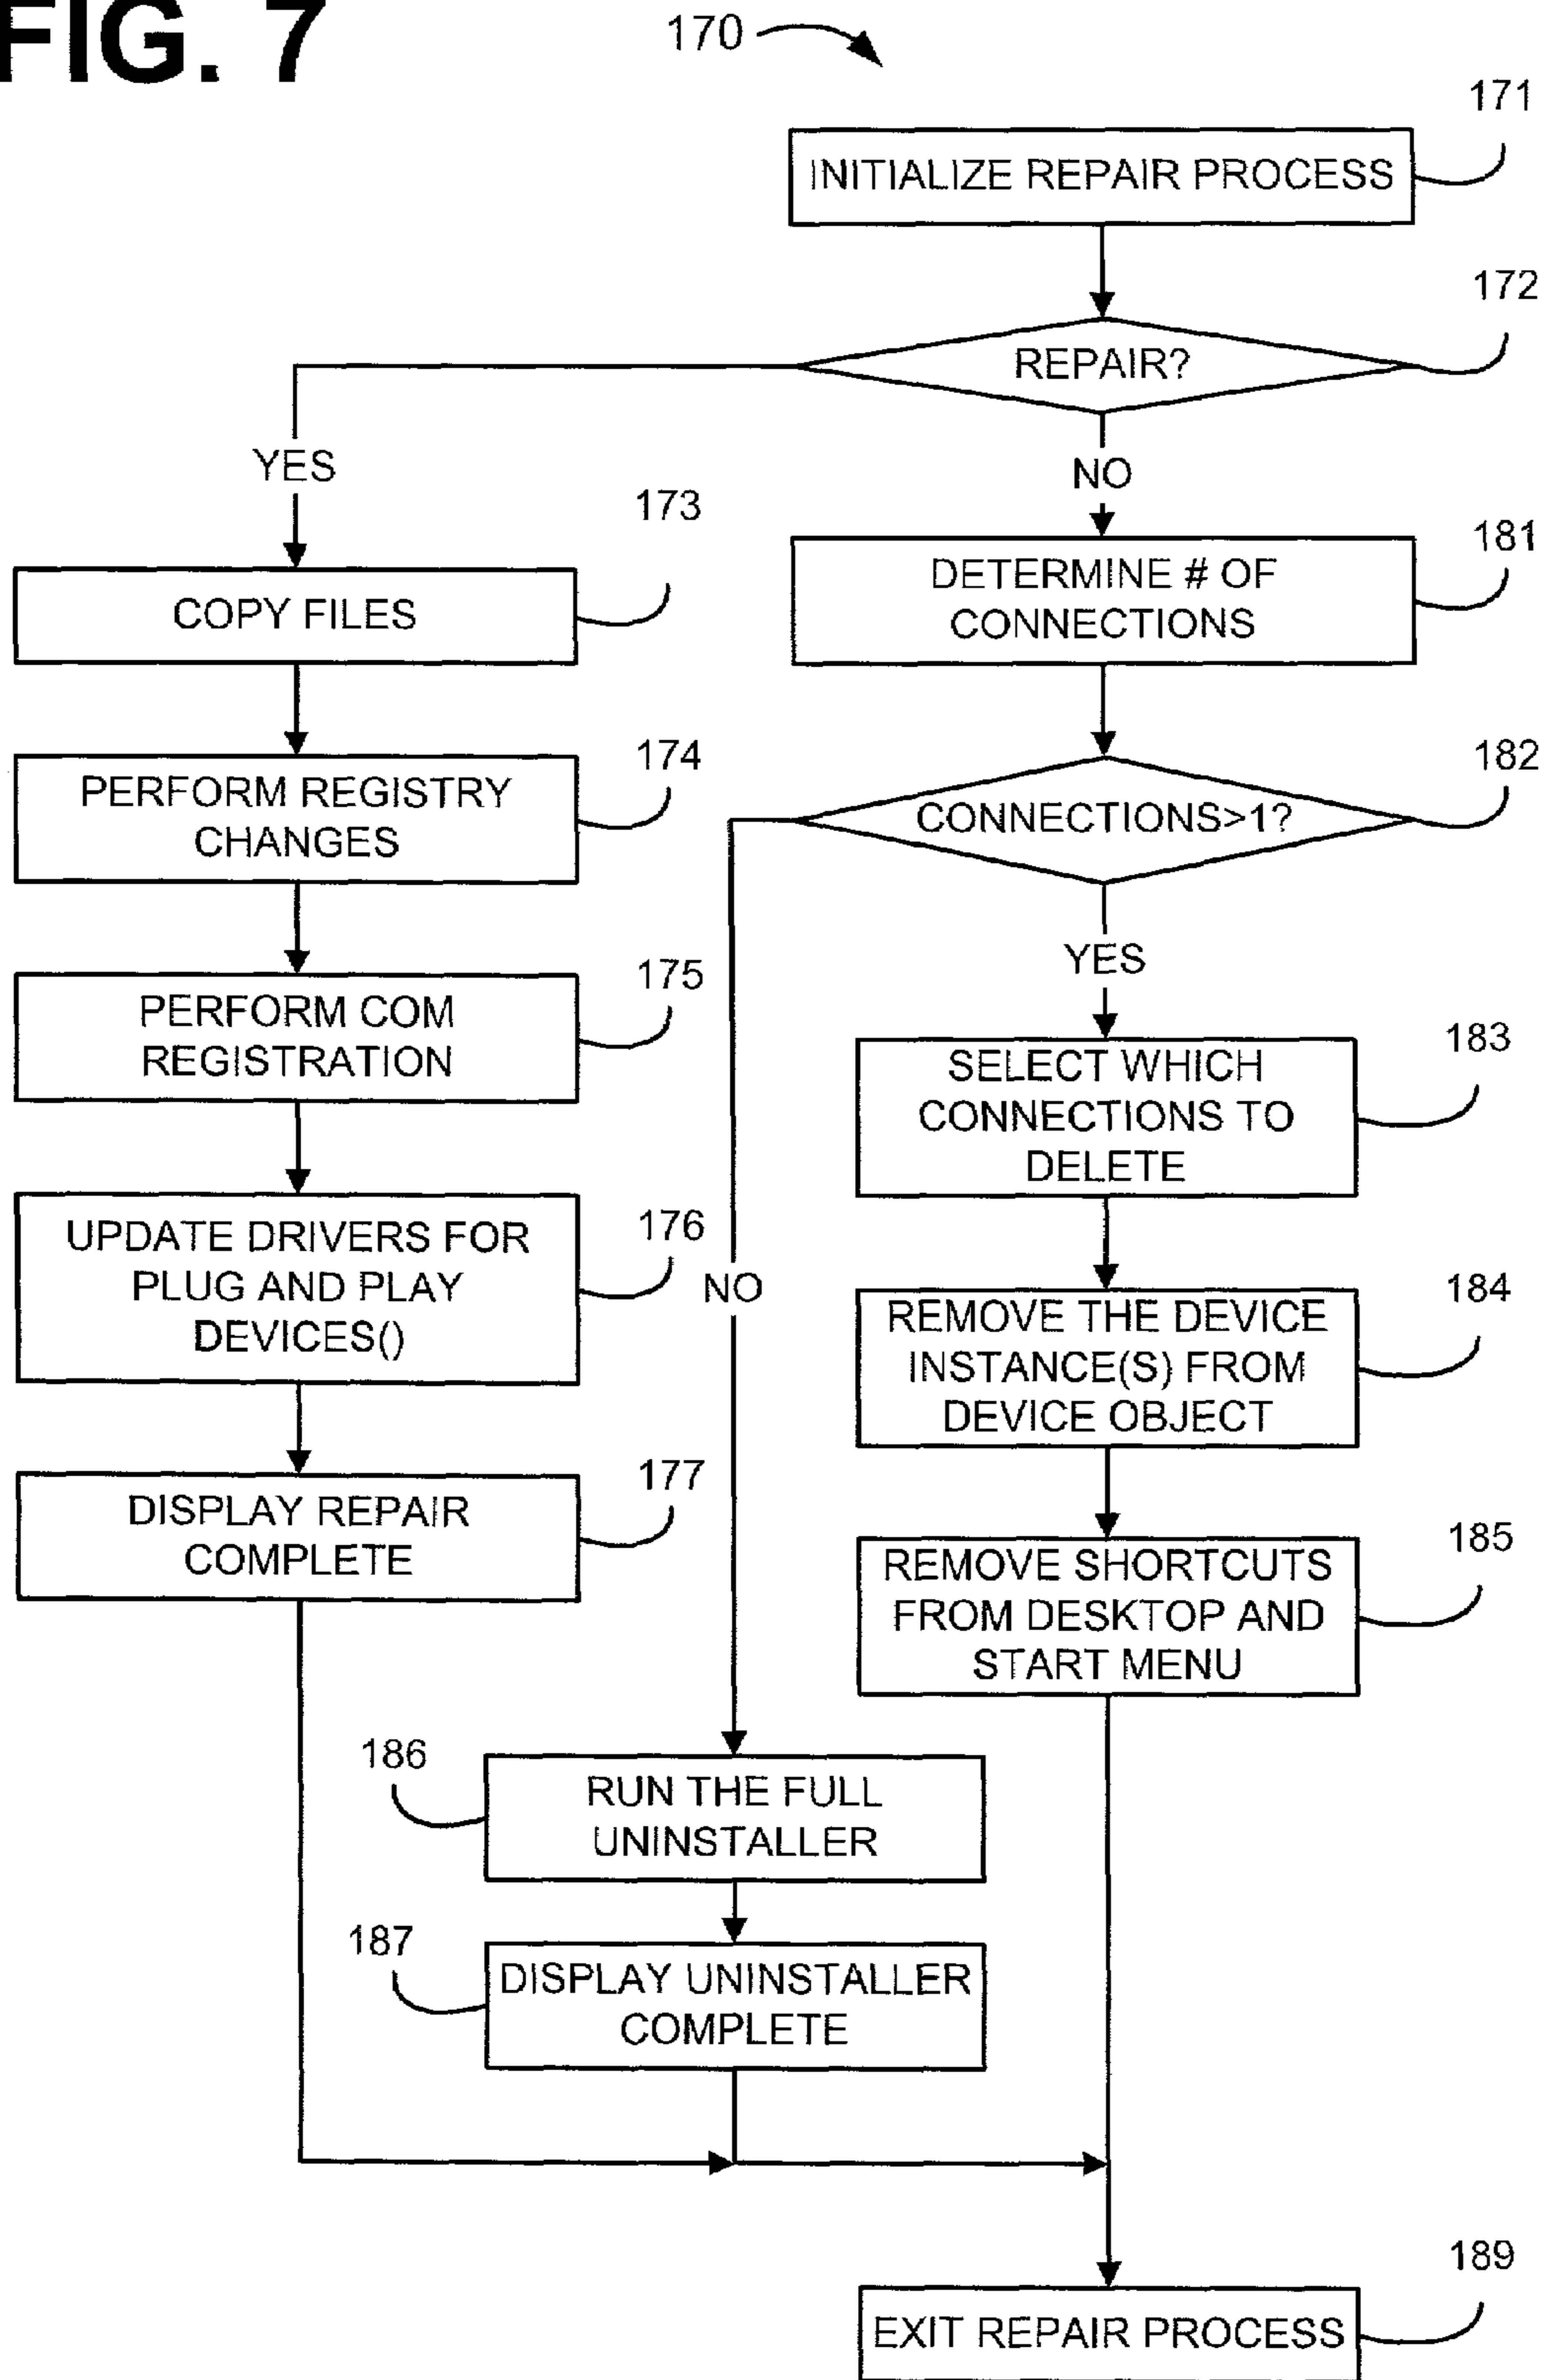 FIG. 7
170
171
INITIALIZE REPAIR PROCESS
172
REPAIR?
YES
NO
173
COPY FILES
181
DETERMINE # OF
CONNECTIONS
174
PERFORM REGISTRY
CHANGES
182
CONNECTIONS>1?
YES
175
PERFORM COM
REGISTRATION
183
SELECT WHICH
CONNECTIONS TO
DELETE
176
UPDATE DRIVERS FOR
PLUG AND PLAY
DEVICES()
NO
184
REMOVE THE DEVICE
INSTANCE(S) FROM
DEVICE OBJECT
177
DISPLAY REPAIR
COMPLETE
185
REMOVE SHORTCUTS
FROM DESKTOP AND
START MENU
186
RUN THE FULL
UNINSTALLER
187
DISPLAY UNINSTALLER
COMPLETE
189
EXIT REPAIR PROCESS